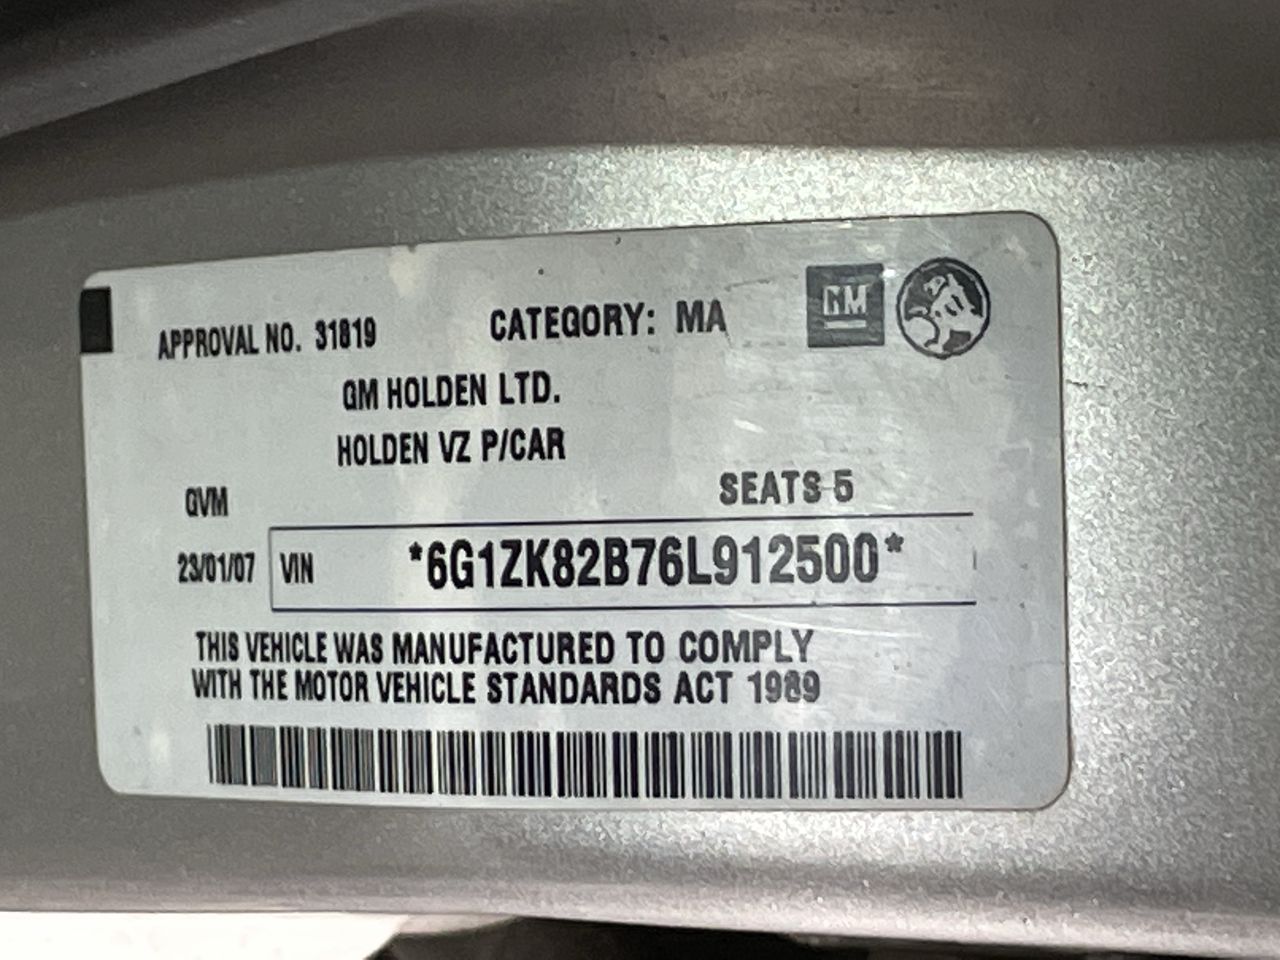 APPROVAL NO. 31819 CATEGORY: MA GM
GM HOLDEN LTD.
HOLDEN VZ P/CAR
GVM SEATS 5
23/01/07 VIN *6G1ZK82B76L912500*
THIS VEHICLE WAS MANUFACTURED TO COMPLY
WITH THE MOTOR VEHICLE STANDARDS ACT 1989